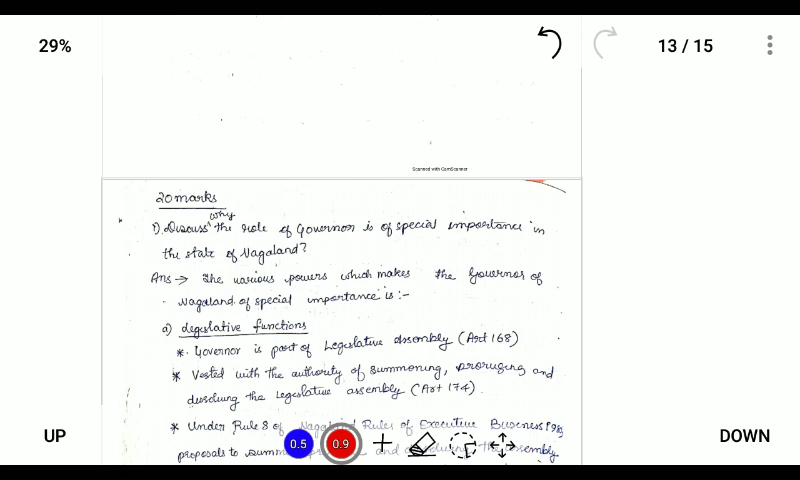 29%
13 / 15
Scanned with CamScanner
20 marks
why
1) Discuss ^ the role of Governor is of special importance in
the state of Nagaland?
Ans → The various powers which makes the Governor of
Nagaland of special importance is :-
a) Legislative functions
* Governor is part of Legislative Assembly (Art 168)
* Vested with the authority of summoning, proroguing and
dissolving the Legislative assembly (Art 174).
* Under Rule 8 of Nagaland Rules of Executive Business
proposals to and the assembly
0.5
0.9
UP
DOWN